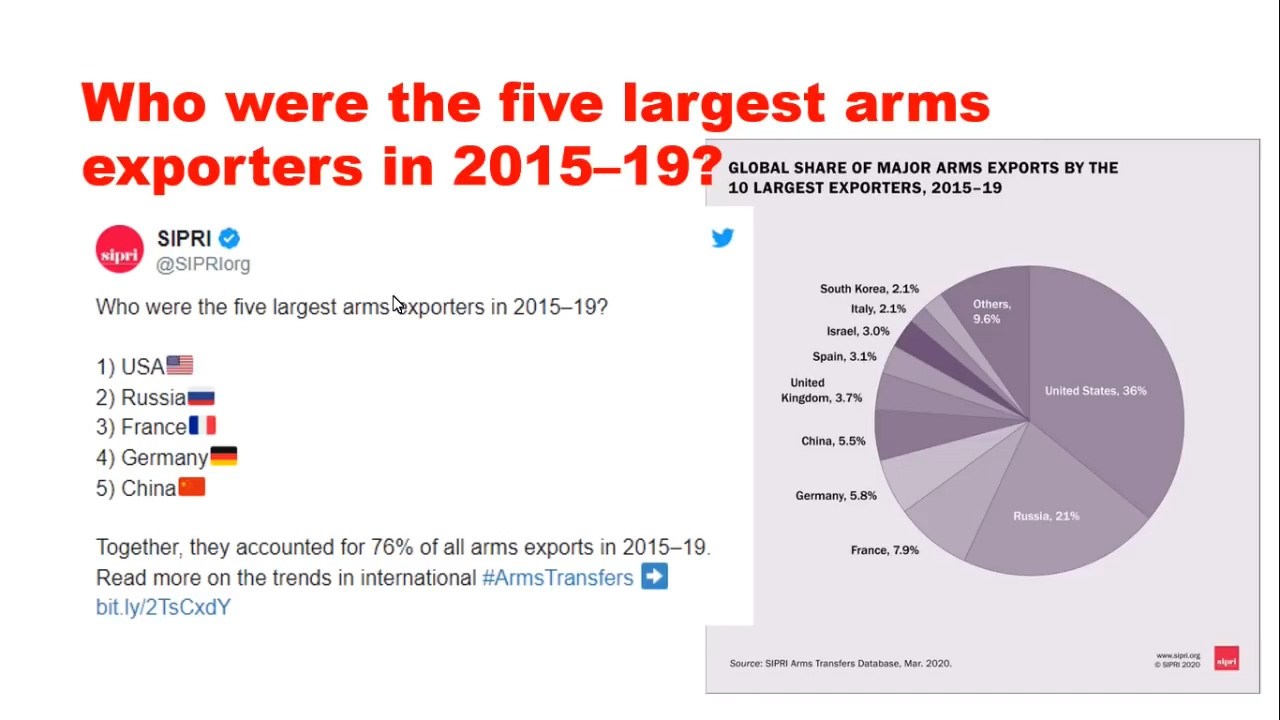 Who were the five largest arms
exporters in 2015–19?
sipri
SIPRI
@SIPRIorg
Who were the five largest arms exporters in 2015–19?
1) USA
2) Russia
3) France
4) Germany
5) China
Together, they accounted for 76% of all arms exports in 2015–19.
Read more on the trends in international #ArmsTransfers
bit.ly/2TsCxdY
GLOBAL SHARE OF MAJOR ARMS EXPORTS BY THE
10 LARGEST EXPORTERS, 2015–19
South Korea, 2.1%
Italy, 2.1%
Israel, 3.0%
Spain, 3.1%
United
Kingdom, 3.7%
China, 5.5%
Germany, 5.8%
France, 7.9%
Others,
9.6%
United States, 36%
Russia, 21%
Source: SIPRI Arms Transfers Database, Mar. 2020.
www.sipri.org
© SIPRI 2020
sipri